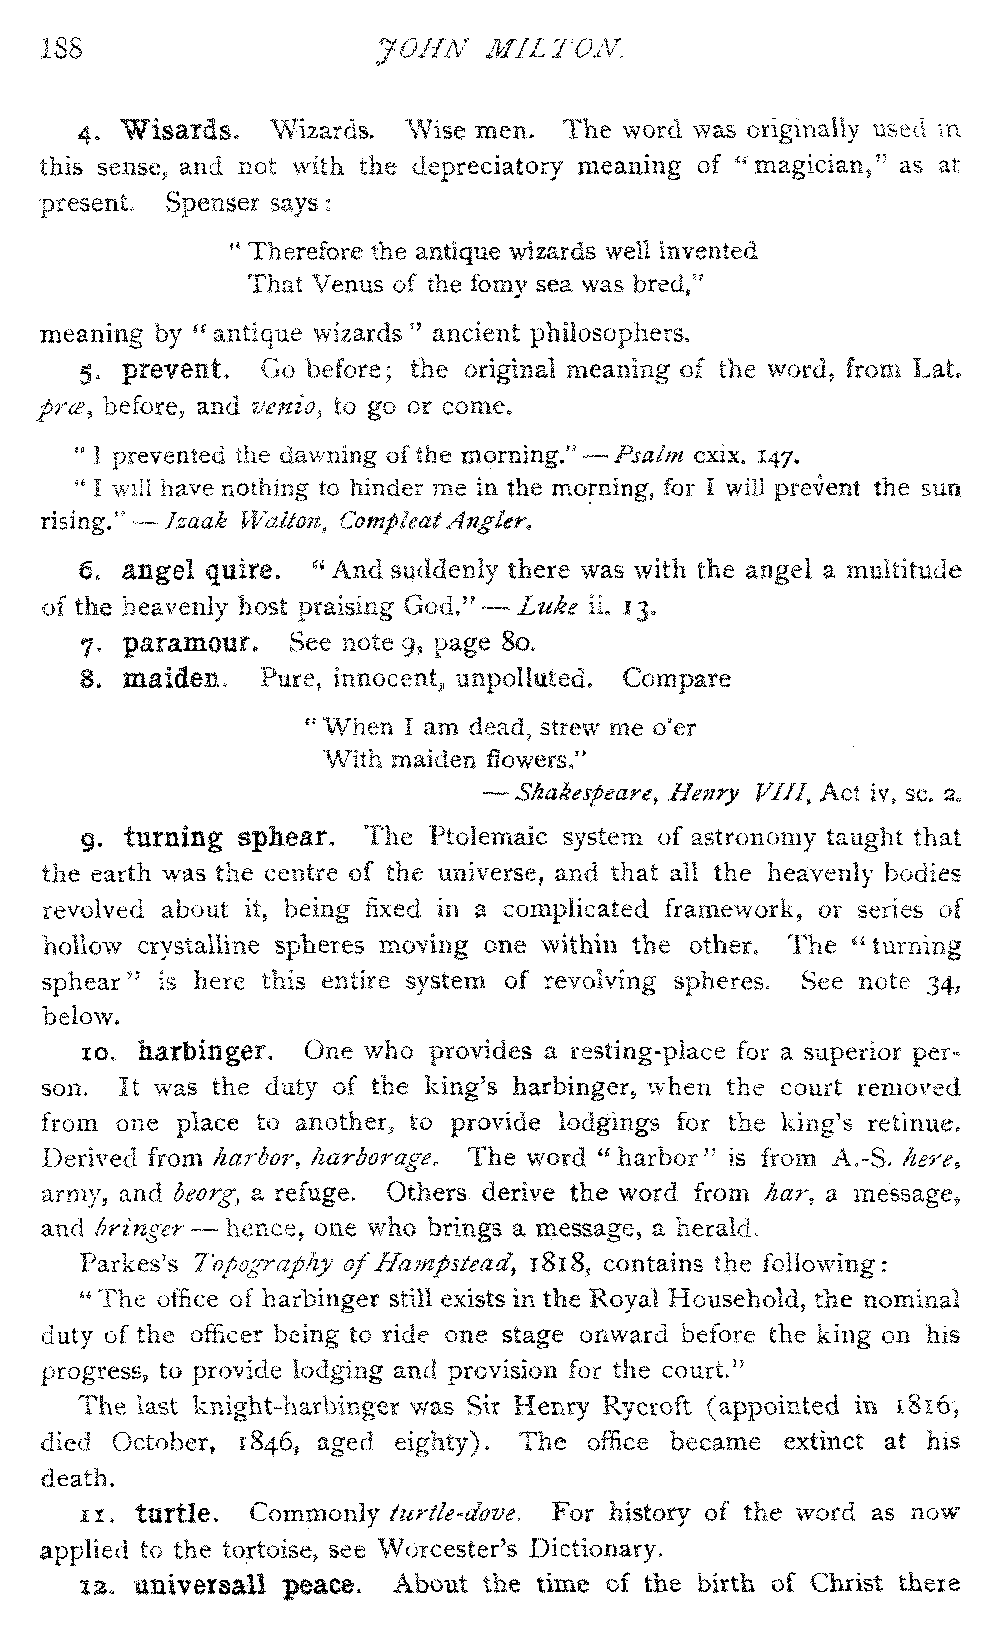 188 JOHN MILTON.
4. Wisards. Wizards. Wise men. The word was originally used in
this sense, and not with the depreciatory meaning of “magician,” as at
present. Spenser says:
“Therefore the antique wizards well invented
That Venus of the fomy sea was bred,”
meaning by “antique wizards” ancient philosophers.
5. prevent. Go before; the original meaning of the word, from Lat.
præ, before, and venio, to go or come.
“I prevented the dawning of the morning.” — Psalm cxix. 147.
“I will have nothing to hinder me in the morning, for I will prevent the sun
rising.” — Izaak Walton, Compleat Angler.
6. angel quire. “And suddenly there was with the angel a multitude
of the heavenly host praising God.” — Luke ii. 13.
7. paramour. See note 9, page 80.
8. maiden. Pure, innocent, unpolluted. Compare
“When I am dead, strew me o'er
With maiden flowers.”
— Shakespeare, Henry VIII, Act iv, sc. 2.
9. turning sphear. The Ptolemaic system of astronomy taught that
the earth was the centre of the universe, and that all the heavenly bodies
revolved about it, being fixed in a complicated framework, or series of
hollow crystalline spheres moving one within the other. The “turning
sphear” is here this entire system of revolving spheres. See note 34,
below.
10. harbinger. One who provides a resting-place for a superior per-
son. It was the duty of the king's harbinger, when the court removed
from one place to another, to provide lodgings for the king's retinue.
Derived from harbor, harborage. The word “harbor” is from A.-S. here,
army, and beorg, a refuge. Others derive the word from har, a message,
and bringer — hence, one who brings a message, a herald.
Parkes's Topography of Hampstead, 1818, contains the following:
“The office of harbinger still exists in the Royal Household, the nominal
duty of the officer being to ride one stage onward before the king on his
progress, to provide lodging and provision for the court.”
The last knight-harbinger was Sir Henry Rycroft (appointed in 1816,
died October, 1846, aged eighty). The office became extinct at his
death.
11. turtle. Commonly turtle-dove. For history of the word as now
applied to the tortoise, see Worcester's Dictionary.
12. universall peace. About the time of the birth of Christ there